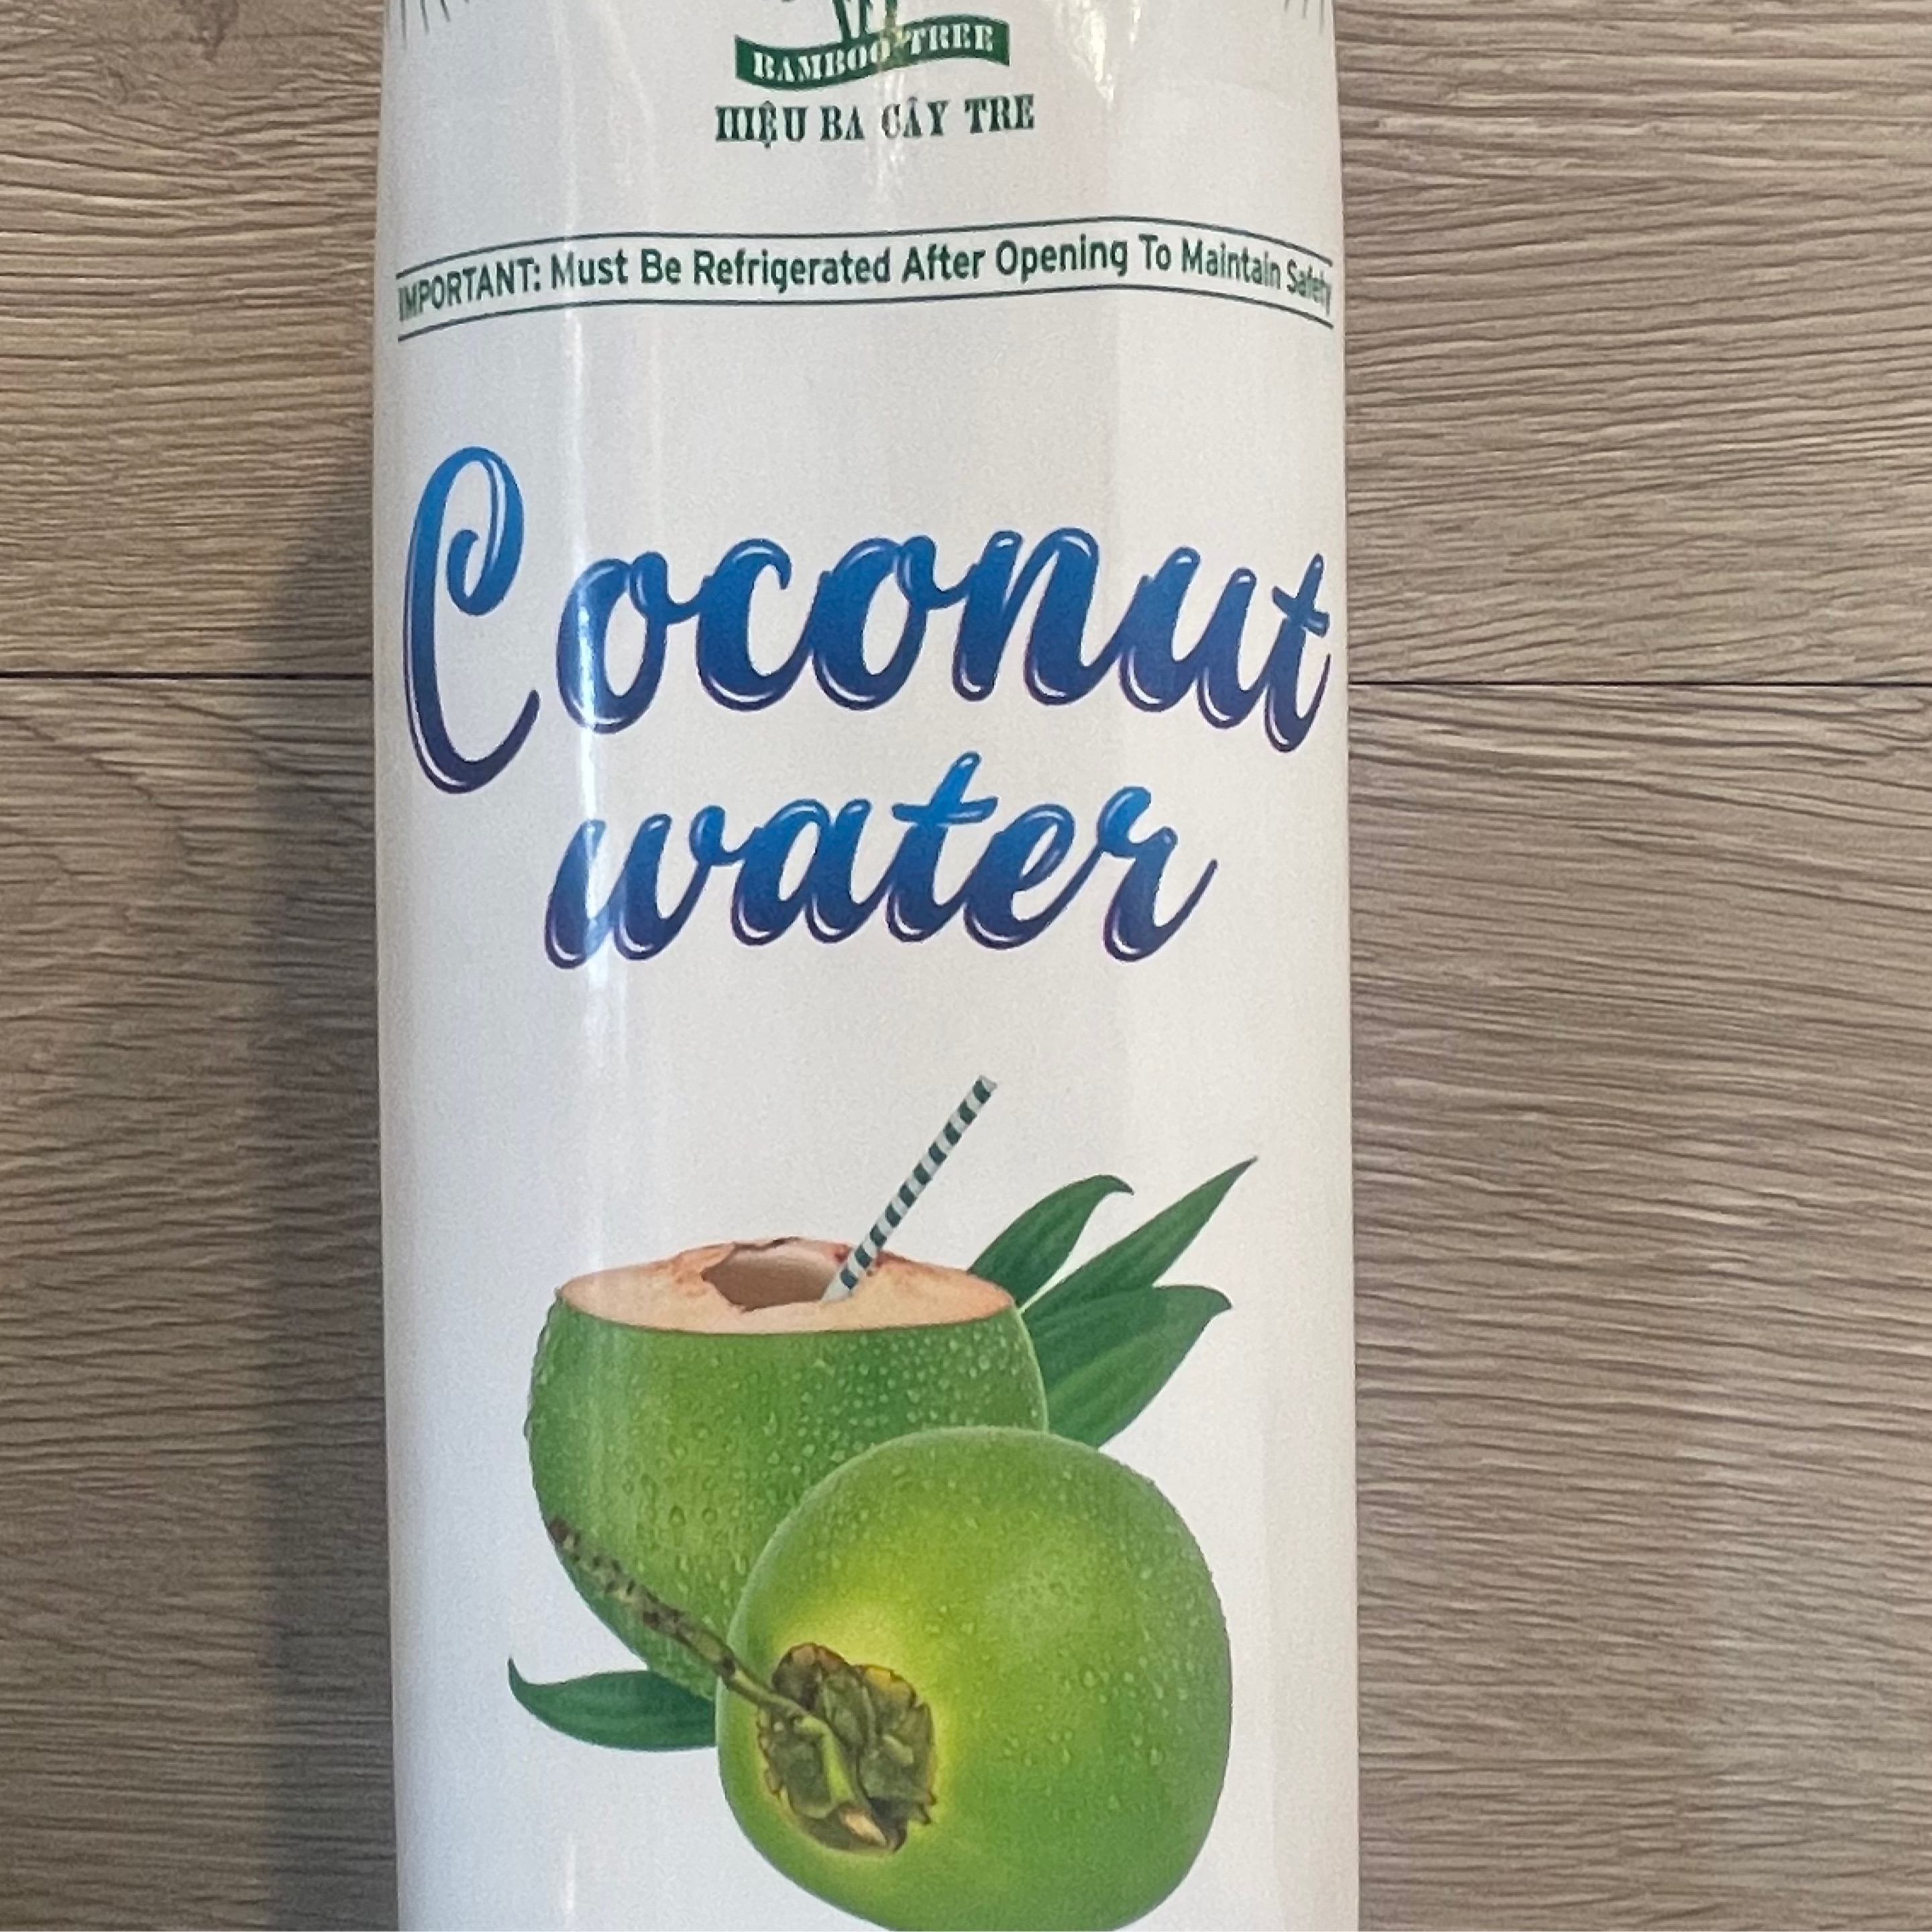 BAMBOO TREE
HIỆU BA CÂY TRE
IMPORTANT: Must Be Refrigerated After Opening To Maintain Safety
Coconut
water